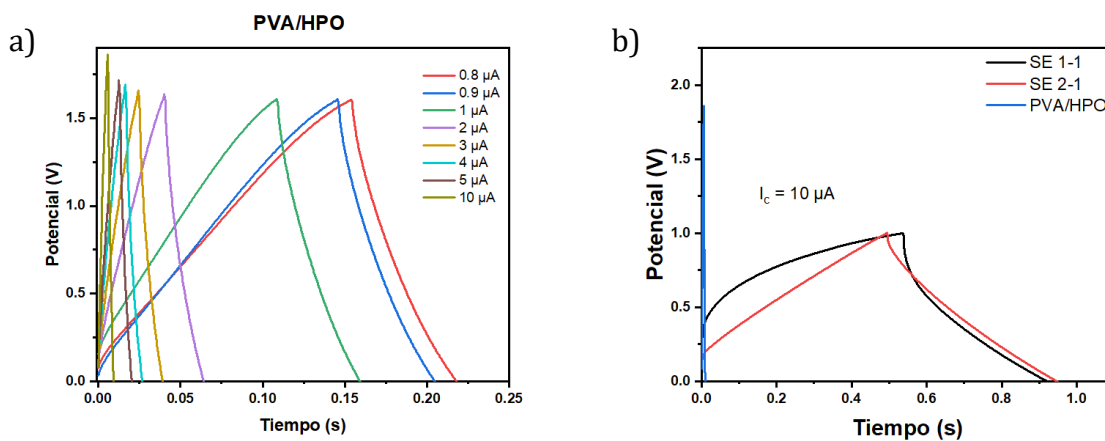 a)
PVA/HPO
Potencial (V)
1.5
1.0
0.5
0.0
0.00 0.05 0.10 0.15 0.20 0.25
Tiempo (s)
0.8 µA
0.9 µA
1 µA
2 µA
3 µA
4 µA
5 µA
10 µA
b)
Potencial (V)
2.0
1.5
1.0
0.5
0.0
0.0 0.2 0.4 0.6 0.8 1.0
Tiempo (s)
SE 1-1
SE 2-1
PVA/HPO
Ic = 10 µA